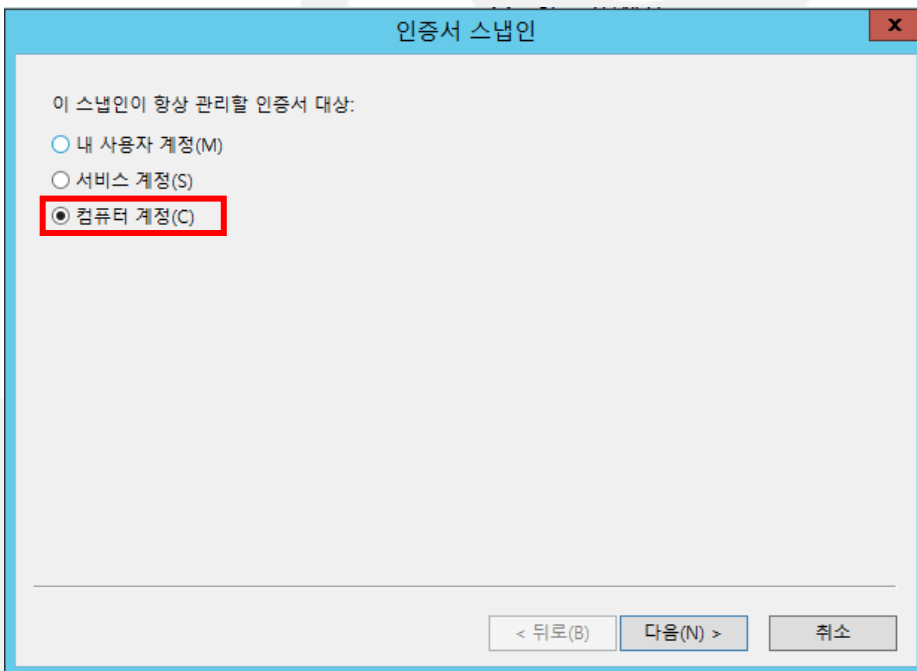 인증서 스냅인
x
이 스냅인이 항상 관리할 인증서 대상:
내 사용자 계정(M)
서비스 계정(S)
컴퓨터 계정(C)
< 뒤로(B)
다음(N) >
취소